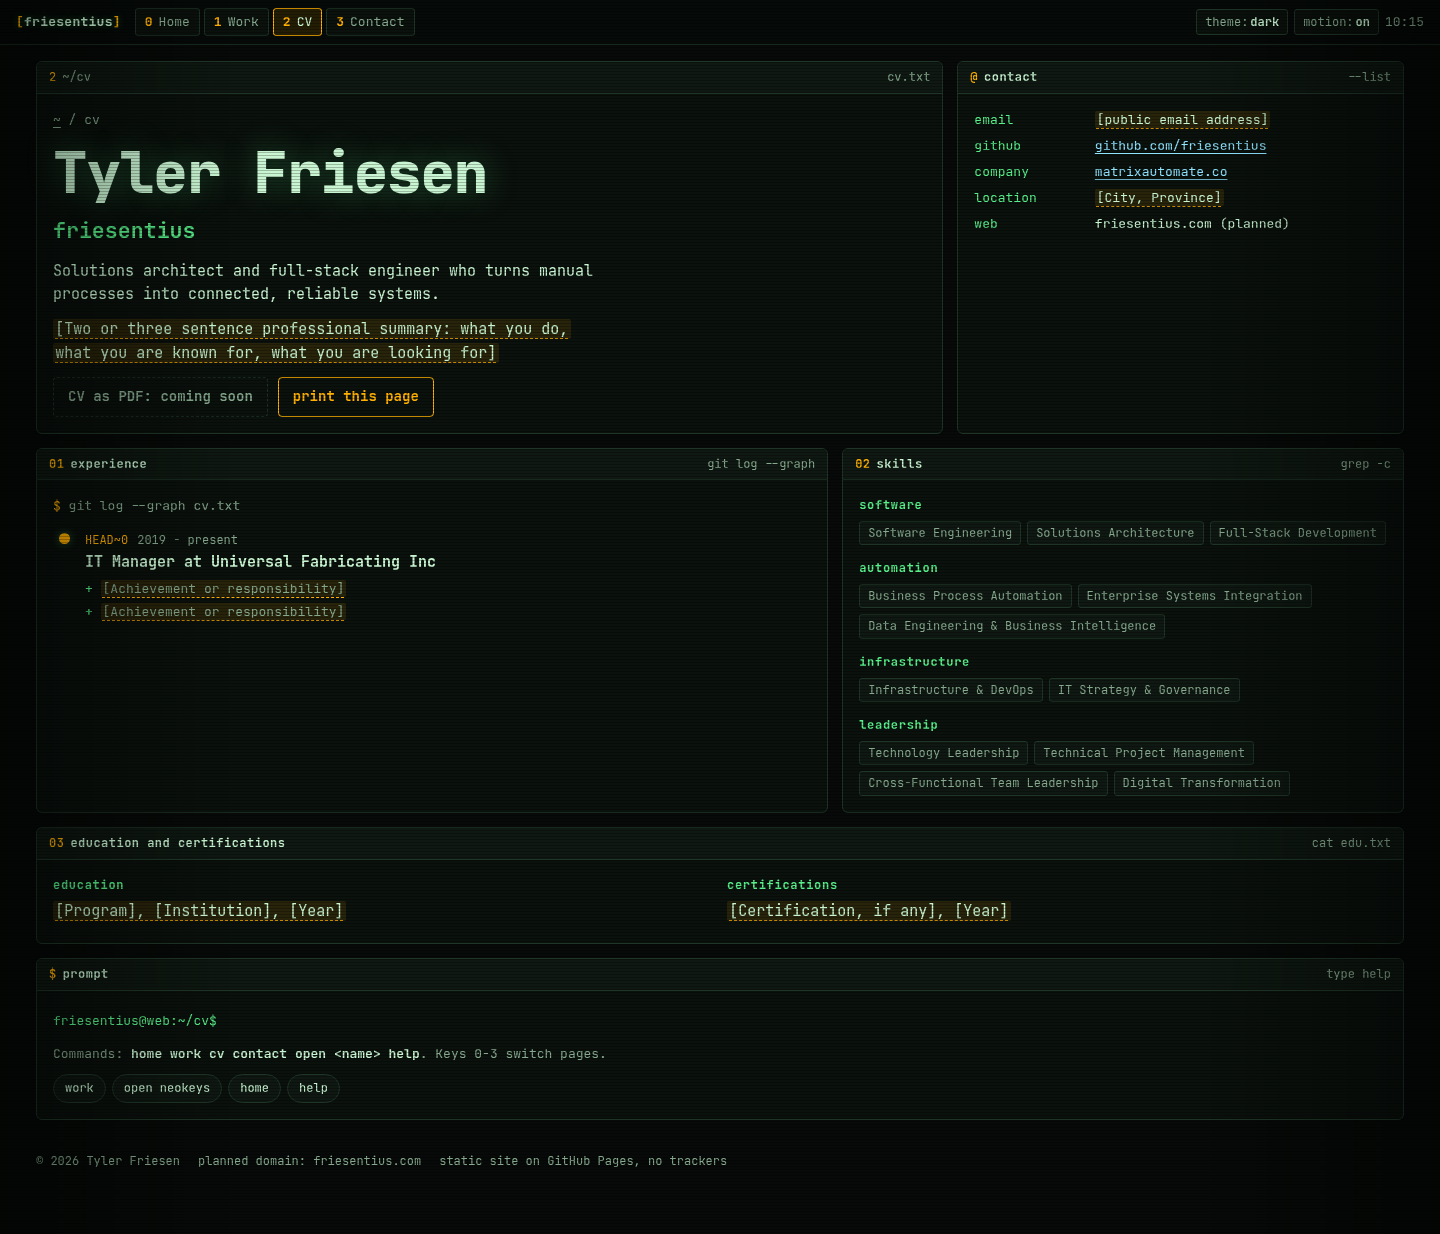 [friesentius] 0 Home 1 Work 2 CV 3 Contact theme:dark motion:on 10:15
2 ~/cv cv.txt
~ / cv
Tyler Friesen
friesentius
Solutions architect and full-stack engineer who turns manual
processes into connected, reliable systems.
[Two or three sentence professional summary: what you do,
what you are known for, what you are looking for]
CV as PDF: coming soon print this page
@ contact --list
email [public email address]
github github.com/friesentius
company matrixautomate.co
location [City, Province]
web friesentius.com (planned)
01 experience git log --graph
$ git log --graph cv.txt
HEAD~0 2019 - present
IT Manager at Universal Fabricating Inc
+ [Achievement or responsibility]
+ [Achievement or responsibility]
02 skills grep -c
software
Software Engineering Solutions Architecture Full-Stack Development
automation
Business Process Automation Enterprise Systems Integration
Data Engineering & Business Intelligence
infrastructure
Infrastructure & DevOps IT Strategy & Governance
leadership
Technology Leadership Technical Project Management
Cross-Functional Team Leadership Digital Transformation
03 education and certifications cat edu.txt
education
[Program], [Institution], [Year]
certifications
[Certification, if any], [Year]
$ prompt type help
friesentius@web:~/cv$
Commands: home work cv contact open <name> help. Keys 0-3 switch pages.
work open neokeys home help
© 2026 Tyler Friesen planned domain: friesentius.com static site on GitHub Pages, no trackers